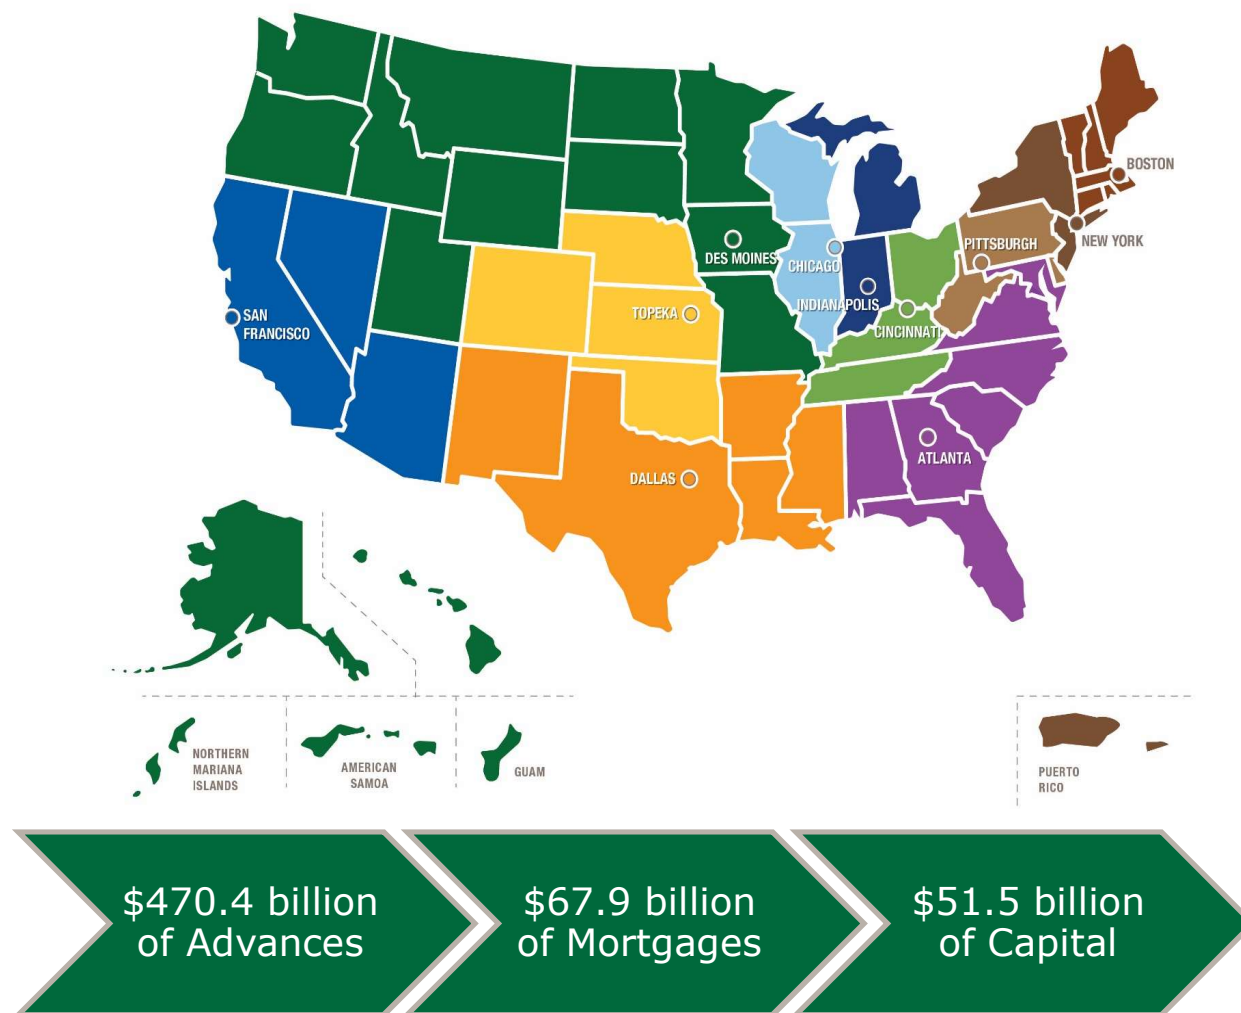 BOSTON
NEW YORK
PITTSBURGH
DES MOINES
CHICAGO
INDIANAPOLIS
CINCINNATI
TOPEKA
SAN
FRANCISCO
ATLANTA
DALLAS
NORTHERN
MARIANA
ISLANDS
AMERICAN
SAMOA
GUAM
PUERTO
RICO
$470.4 billion
of Advances
$67.9 billion
of Mortgages
$51.5 billion
of Capital